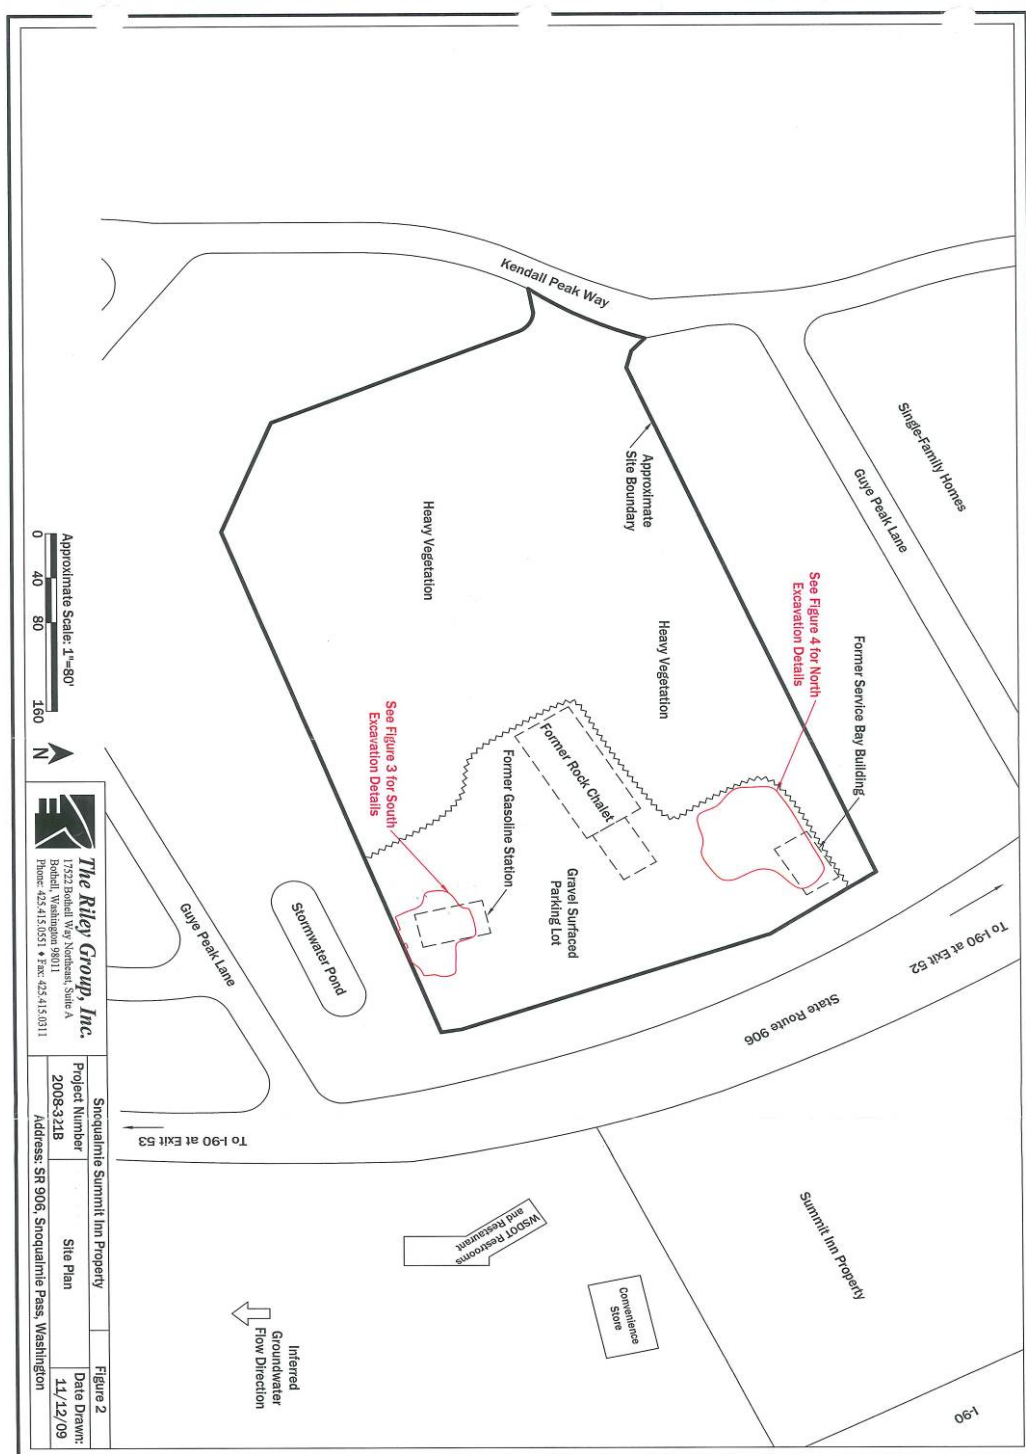 Kendall Peak Way
Single-Family Homes
Guye Peak Lane
Approximate
Site Boundary
Heavy Vegetation
Heavy Vegetation
See Figure 4 for North
Excavation Details
Former Service Bay Building
Former Rock Chalet
See Figure 3 for South
Excavation Details
Former Gasoline Station
Gravel Surfaced
Parking Lot
Stormwater Pond
Guye Peak Lane
To I-90 at Exit 52
State Route 906
To I-90 at Exit 53
WSDOT Restrooms
and Restaurant
Convenience
Store
Summit Inn Property
I-90
Inferred
Groundwater
Flow Direction
Approximate Scale: 1"=80'
0 40 80 160
N
The Riley Group, Inc.
17522 Bothell Way Northeast, Suite A
Bothell, Washington 98011
Phone: 425.415.0551 ♦ Fax: 425.415.0311
Snoqualmie Summit Inn Property
Figure 2
Project Number
2008-321B
Site Plan
Date Drawn:
11/12/09
Address: SR 906, Snoqualmie Pass, Washington